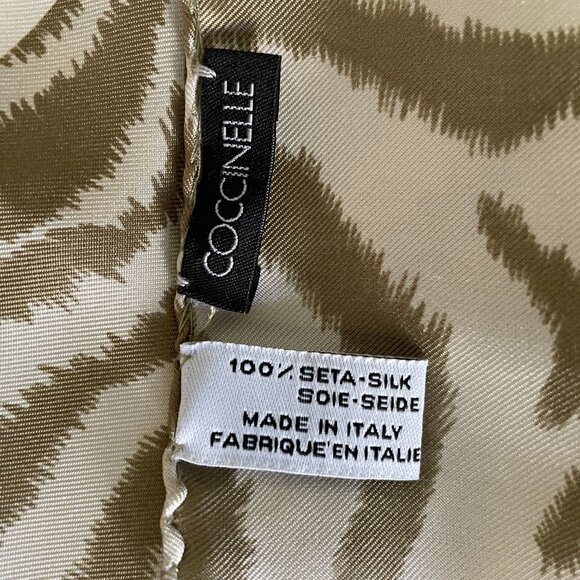 COCCINELLE
100% SETA-SILK
SOIE-SEIDE
MADE IN ITALY
FABRIQUE'EN ITALIE